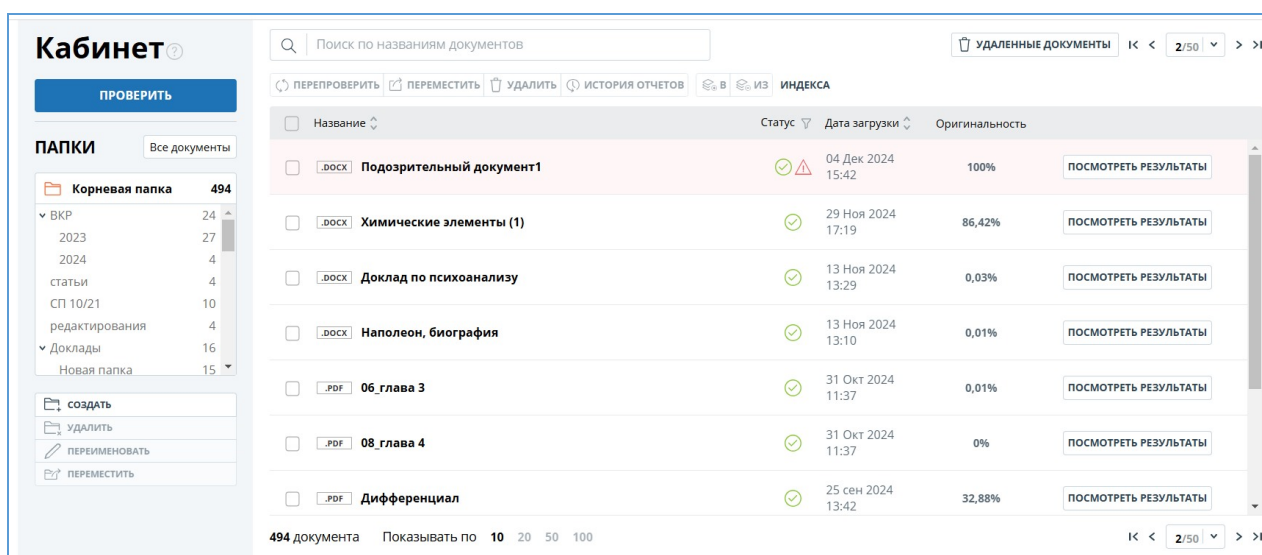 Кабинет ?
ПРОВЕРИТЬ
ПАПКИ Все документы
Корневая папка 494
ВКР 24
2023 27
2024 4
статьи 4
СП 10/21 10
редактирования 4
Доклады 16
Новая папка 15
СОЗДАТЬ
УДАЛИТЬ
ПЕРЕИМЕНОВАТЬ
ПЕРЕМЕСТИТЬ
Поиск по названиям документов УДАЛЕННЫЕ ДОКУМЕНТЫ 2/50
ПЕРЕПРОВЕРИТЬ ПЕРЕМЕСТИТЬ УДАЛИТЬ ИСТОРИЯ ОТЧЕТОВ В ИЗ ИНДЕКСА
Название Статус Дата загрузки Оригинальность
.DOCX Подозрительный документ1 04 Дек 2024 15:42 100% ПОСМОТРЕТЬ РЕЗУЛЬТАТЫ
.DOCX Химические элементы (1) 29 Ноя 2024 17:19 86,42% ПОСМОТРЕТЬ РЕЗУЛЬТАТЫ
.DOCX Доклад по психоанализу 13 Ноя 2024 13:29 0,03% ПОСМОТРЕТЬ РЕЗУЛЬТАТЫ
.DOCX Наполеон, биография 13 Ноя 2024 13:10 0,01% ПОСМОТРЕТЬ РЕЗУЛЬТАТЫ
.PDF 06_глава 3 31 Окт 2024 11:37 0,01% ПОСМОТРЕТЬ РЕЗУЛЬТАТЫ
.PDF 08_глава 4 31 Окт 2024 11:37 0% ПОСМОТРЕТЬ РЕЗУЛЬТАТЫ
.PDF Дифференциал 25 сен 2024 13:42 32,88% ПОСМОТРЕТЬ РЕЗУЛЬТАТЫ
494 документа Показывать по 10 20 50 100 2/50